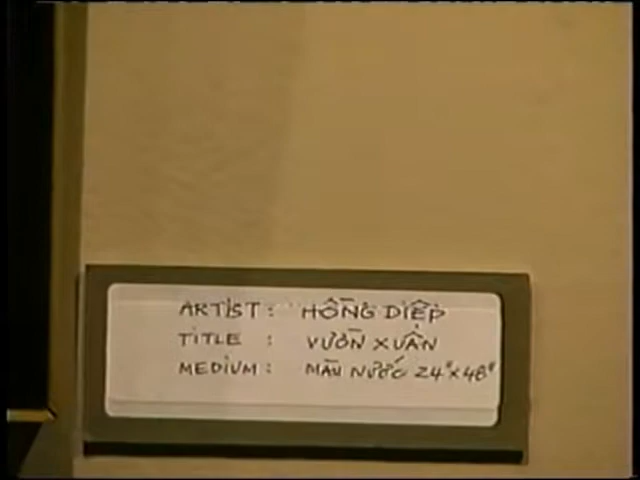 ARTIST: HỒNG DIỆP
TITLE : VƯỜN XUÂN
MEDIUM: MÀU NƯỚC 24"x48"